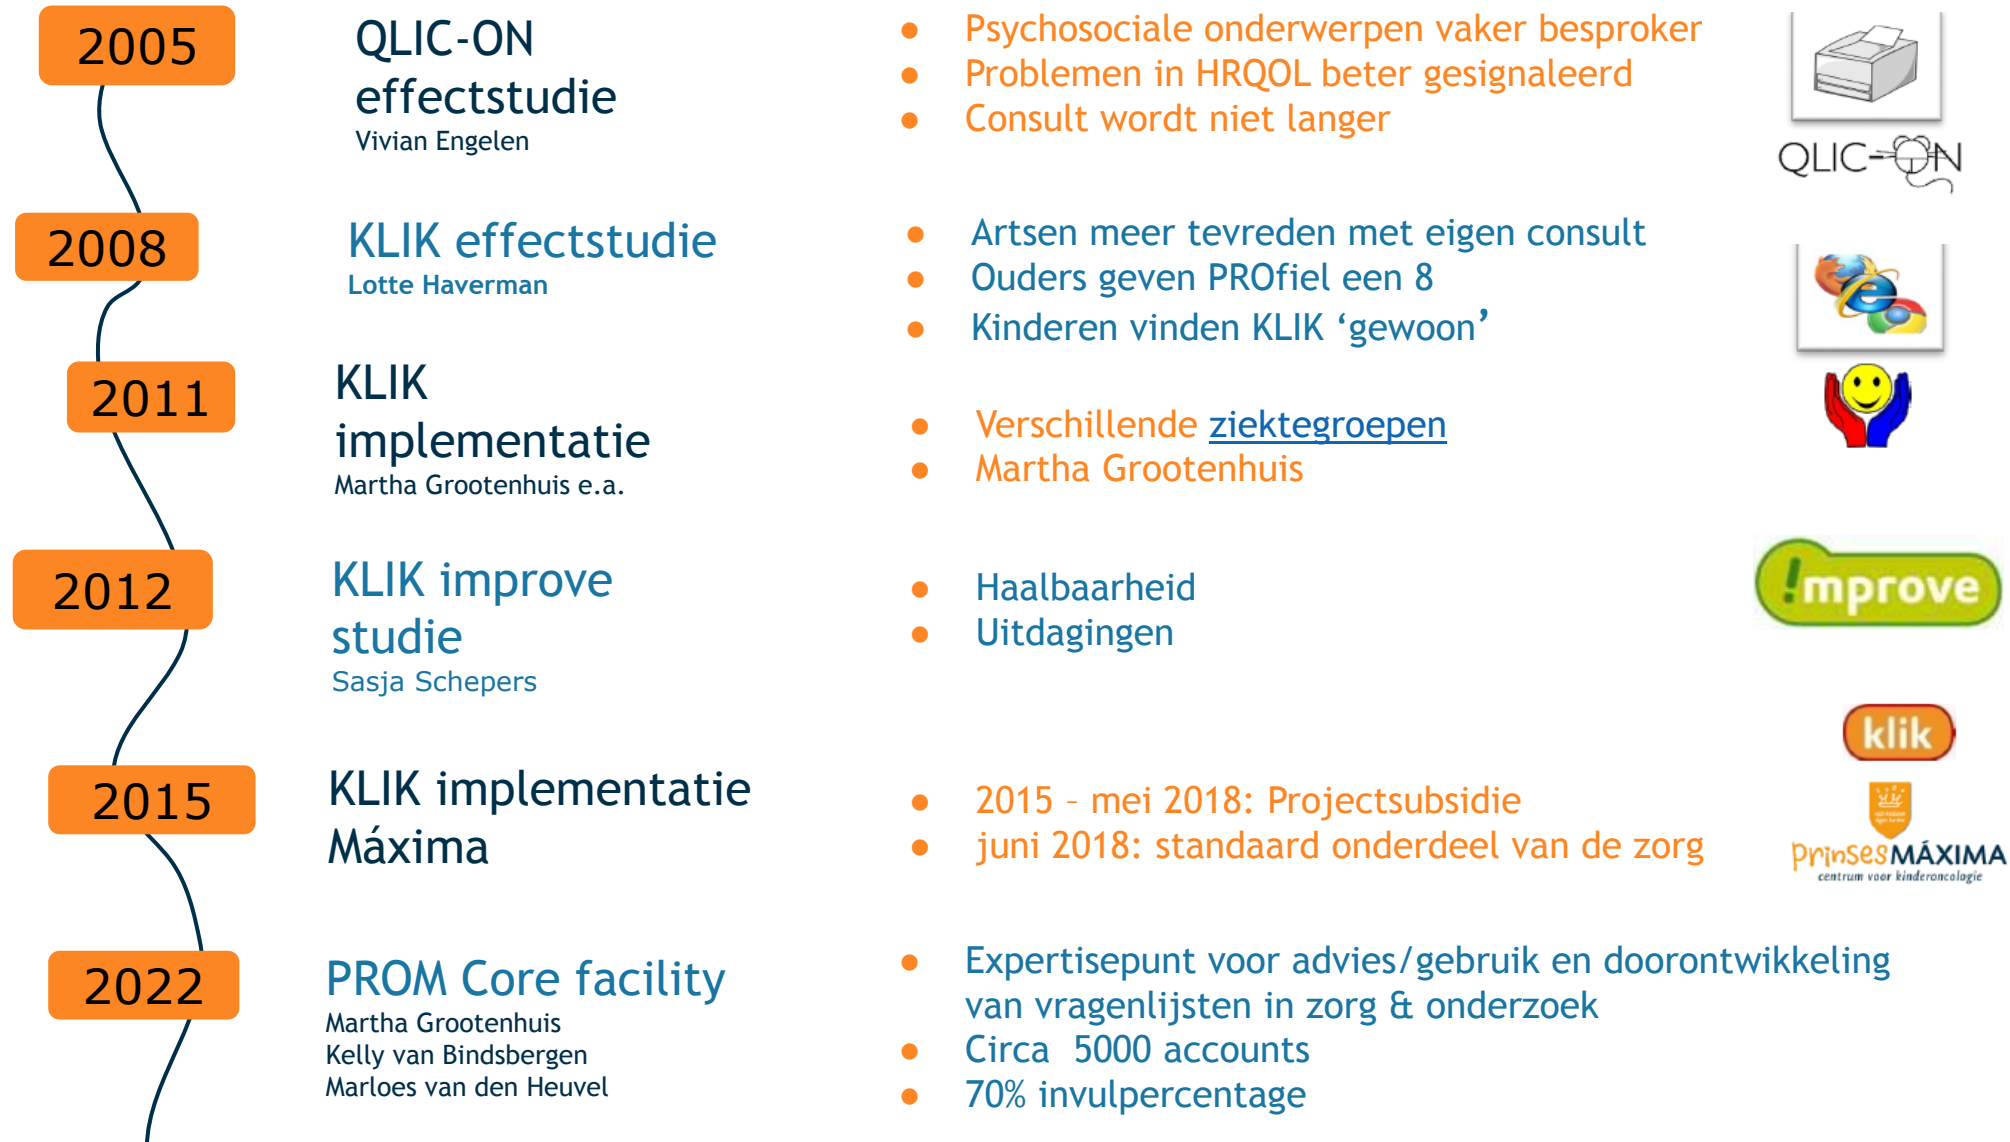 2005
QLIC-ON
effectstudie
Vivian Engelen
● Psychosociale onderwerpen vaker besproker
● Problemen in HRQOL beter gesignaleerd
● Consult wordt niet langer
QLIC-ON
2008
KLIK effectstudie
Lotte Haverman
● Artsen meer tevreden met eigen consult
● Ouders geven PROfiel een 8
● Kinderen vinden KLIK ‘gewoon’
2011
KLIK
implementatie
Martha Grootenhuis e.a.
● Verschillende ziektegroepen
● Martha Grootenhuis
2012
KLIK improve
studie
Sasja Schepers
● Haalbaarheid
● Uitdagingen
!mprove
2015
KLIK implementatie
Máxima
● 2015 – mei 2018: Projectsubsidie
● juni 2018: standaard onderdeel van de zorg
klik
prinses MÁXIMA
centrum voor kinderoncologie
2022
PROM Core facility
Martha Grootenhuis
Kelly van Bindsbergen
Marloes van den Heuvel
● Expertisepunt voor advies/gebruik en doorontwikkeling
van vragenlijsten in zorg & onderzoek
● Circa  5000 accounts
● 70% invulpercentage